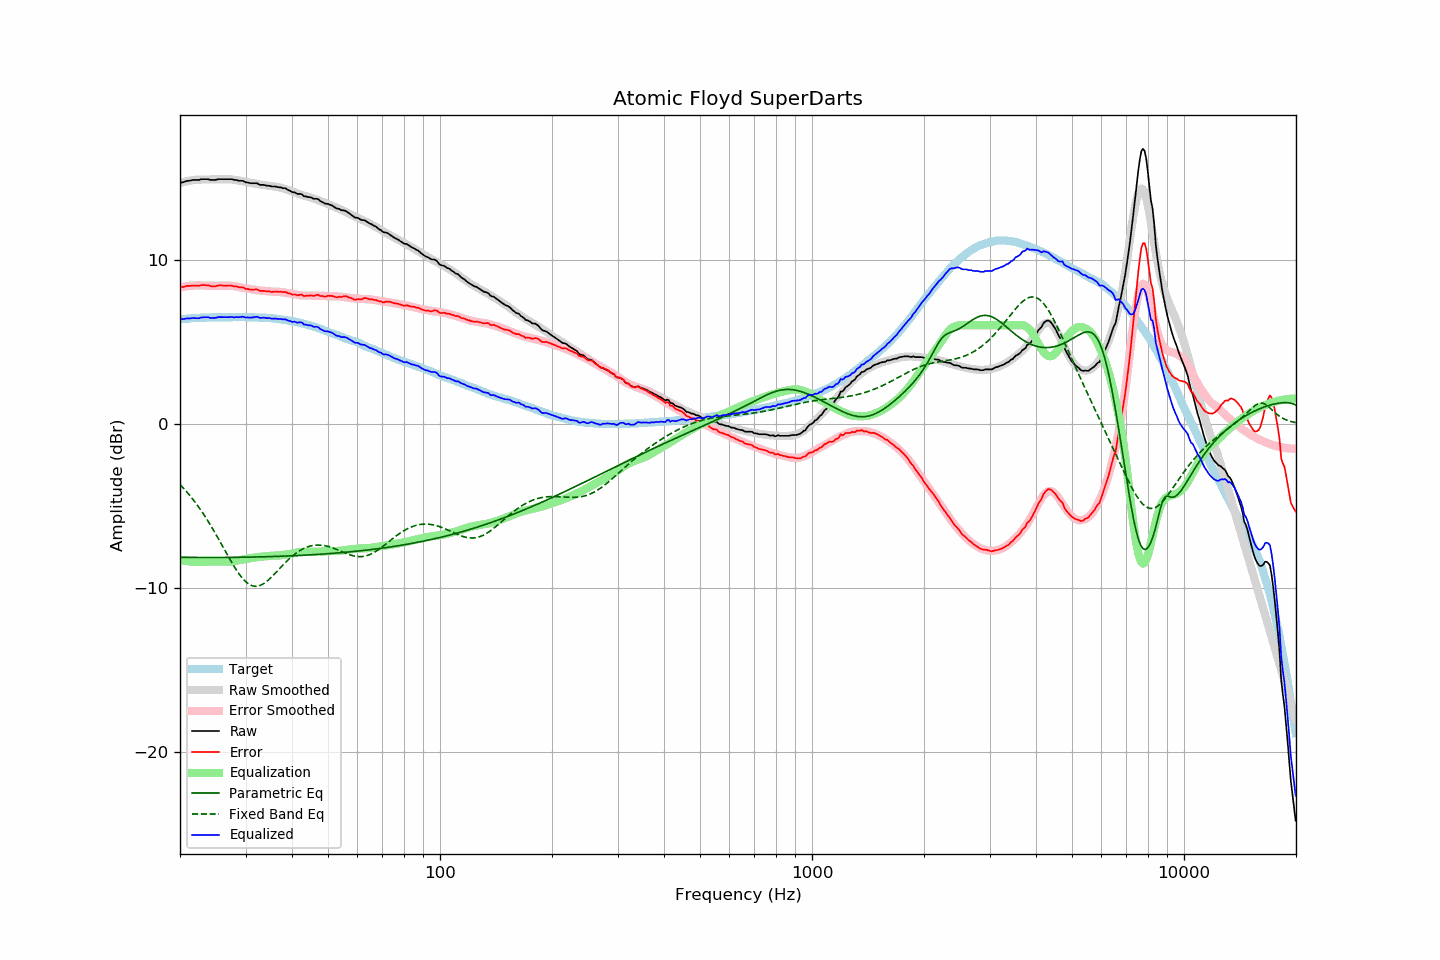 Atomic Floyd SuperDarts
Amplitude (dBr)
10
0
−10
−20
Target
Raw Smoothed
Error Smoothed
Raw
Error
Equalization
Parametric Eq
Fixed Band Eq
Equalized
100
1000
10000
Frequency (Hz)